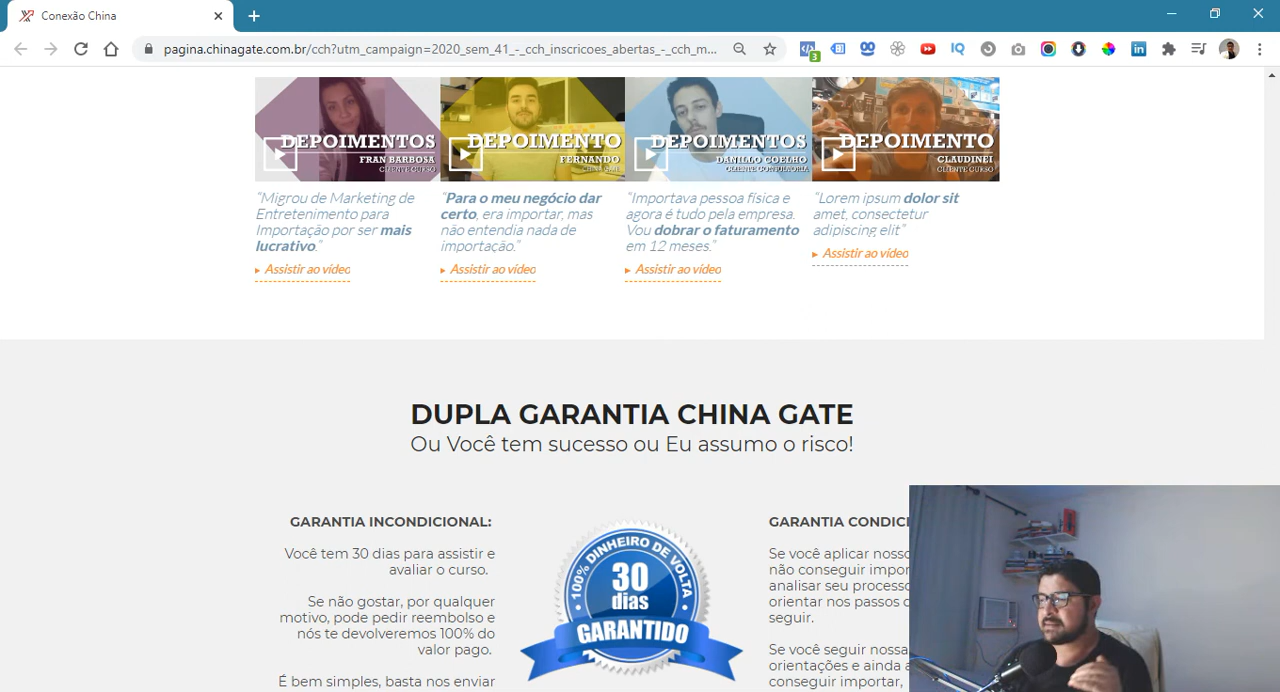 Conexão China
pagina.chinagate.com.br/cch?utm_campaign=2020_sem_41_-_cch_inscricoes_abertas_-_cch_m...
3
IQ
in
DEPOIMENTOS
FRAN BARBOSA
CLIENTE CURSO
DEPOIMENTO
FERNANDO
CHINA GATE
DEPOIMENTOS
DANILLO COELHO
CLIENTE CONSULTORIA
DEPOIMENTO
CLAUDINEI
CLIENTE CURSO
“Migrou de Marketing de
Entretenimento para
Importação por ser mais
lucrativo.”
Assistir ao vídeo
“Para o meu negócio dar
certo, era importar, mas
não entendia nada de
importação.”
Assistir ao vídeo
“Importava pessoa física e
agora é tudo pela empresa.
Vou dobrar o faturamento
em 12 meses.”
Assistir ao vídeo
“Lorem ipsum dolor sit
amet, consectetur
adipiscing elit”
Assistir ao vídeo
DUPLA GARANTIA CHINA GATE
Ou Você tem sucesso ou Eu assumo o risco!
GARANTIA INCONDICIONAL:
Você tem 30 dias para assistir e
avaliar o curso.
Se não gostar, por qualquer
motivo, pode pedir reembolso e
nós te devolveremos 100% do
valor pago.
É bem simples, basta nos enviar
100% DINHEIRO DE VOLTA
30
dias
GARANTIDO
GARANTIA CONDIC
Se você aplicar nosso
não conseguir impor
analisar seu processo
orientar nos passos
seguir.
Se você seguir nossa
orientações e ainda a
conseguir importar,